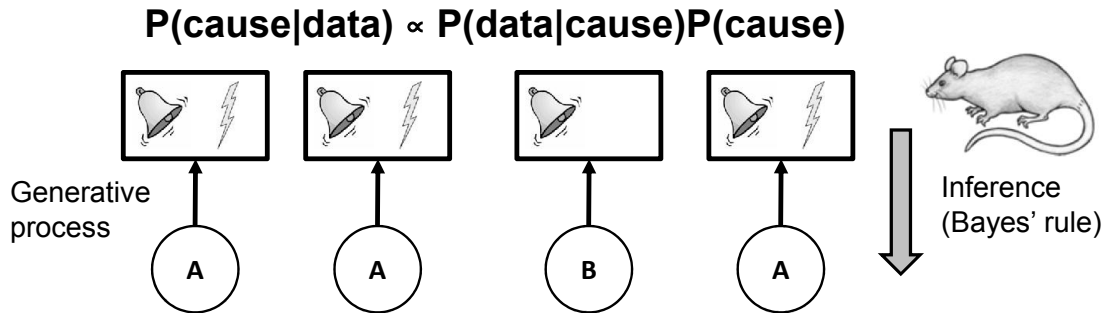 P(cause|data) ∝ P(data|cause)P(cause)
Generative
process
A
A
B
A
Inference
(Bayes' rule)